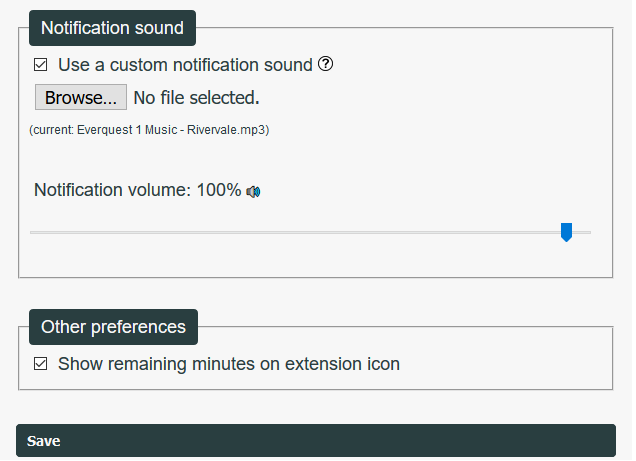 Notification sound
Use a custom notification sound ?
Browse... No file selected.
(current: Everquest 1 Music - Rivervale.mp3)
Notification volume: 100%
Other preferences
Show remaining minutes on extension icon
Save